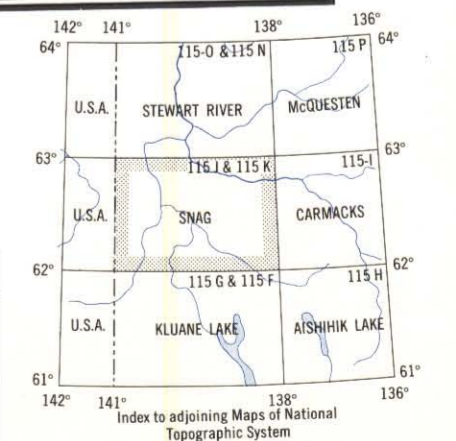 142° 141° 138° 136°
64° 115-O & 115 N 115 P 64°
U.S.A. STEWART RIVER McQUESTEN
63° 115 J & 115 K 115-I 63°
U.S.A. SNAG CARMACKS
62° 115 G & 115 F 115 H 62°
U.S.A. KLUANE LAKE AISHIHIK LAKE
61° 61°
142° 141° 138° 136°
Index to adjoining Maps of National
Topographic System